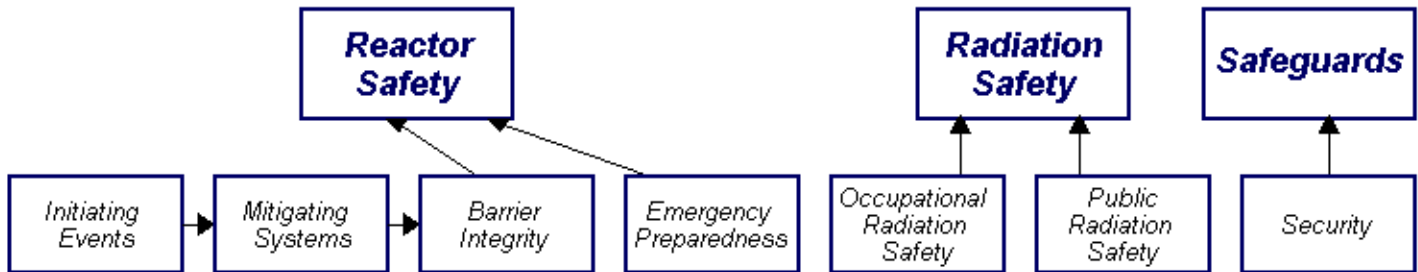 Reactor
Safety
Radiation
Safety
Safeguards
Initiating
Events
Mitigating
Systems
Barrier
Integrity
Emergency
Preparedness
Occupational
Radiation
Safety
Public
Radiation
Safety
Security